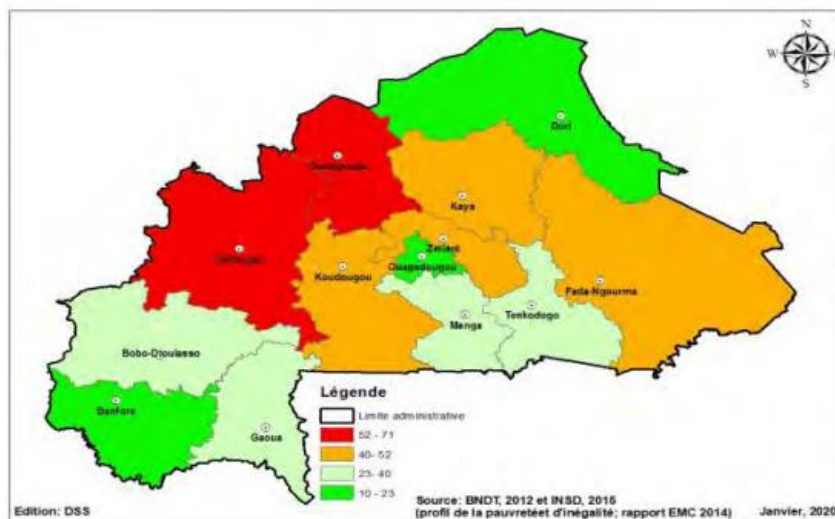 N
W
S
Dori
Kaya
Ziniaré
Ouagadougou
Koudougou
Fada-Ngourma
Tenkodogo
Manga
Bobo-Dioulasso
Banfora
Gaoua
Légende
Limite administrative
52 - 71
40 - 52
23 - 40
10 - 23
Edition: DSS
Source: BNDT, 2012 et INSD, 2015
(profil de la pauvretéet d'inégalité; rapport EMC 2014)
Janvier, 2020